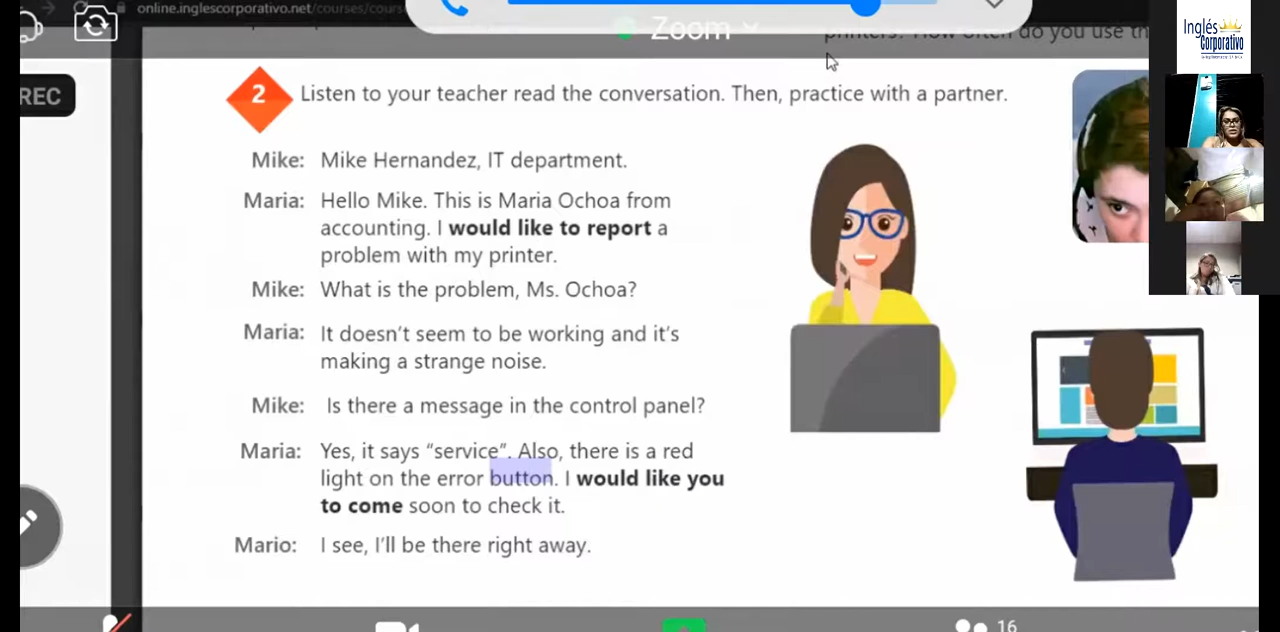 online.inglescorporativo.net/courses/cours
Zoom
printers? How often do you use th
Inglés
Corporativo
REC
2
Listen to your teacher read the conversation. Then, practice with a partner.
Mike: Mike Hernandez, IT department.
Maria: Hello Mike. This is Maria Ochoa from
accounting. I would like to report a
problem with my printer.
Mike: What is the problem, Ms. Ochoa?
Maria: It doesn't seem to be working and it's
making a strange noise.
Mike: Is there a message in the control panel?
Maria: Yes, it says “service”. Also, there is a red
light on the error button. I would like you
to come soon to check it.
Mario: I see, I'll be there right away.
16